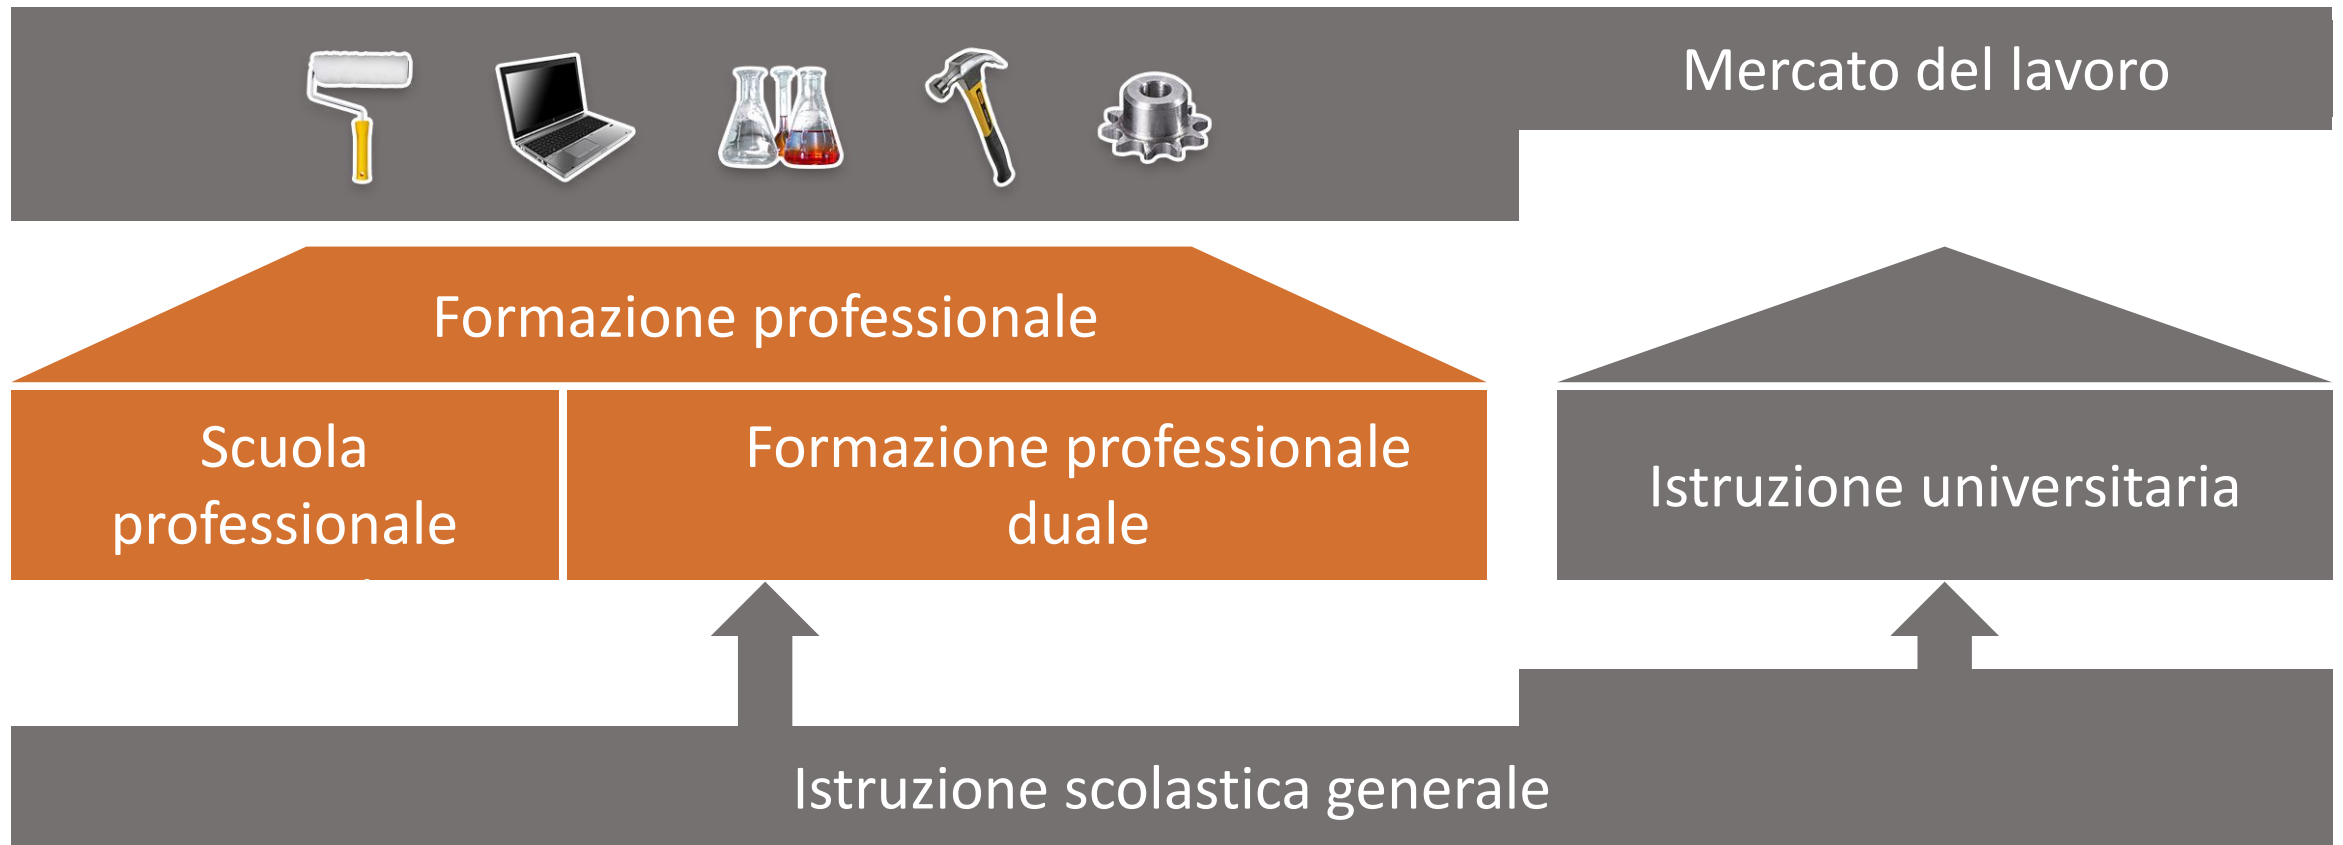 Mercato del lavoro
Formazione professionale
Scuola
professionale
Formazione professionale
duale
Istruzione universitaria
Istruzione scolastica generale